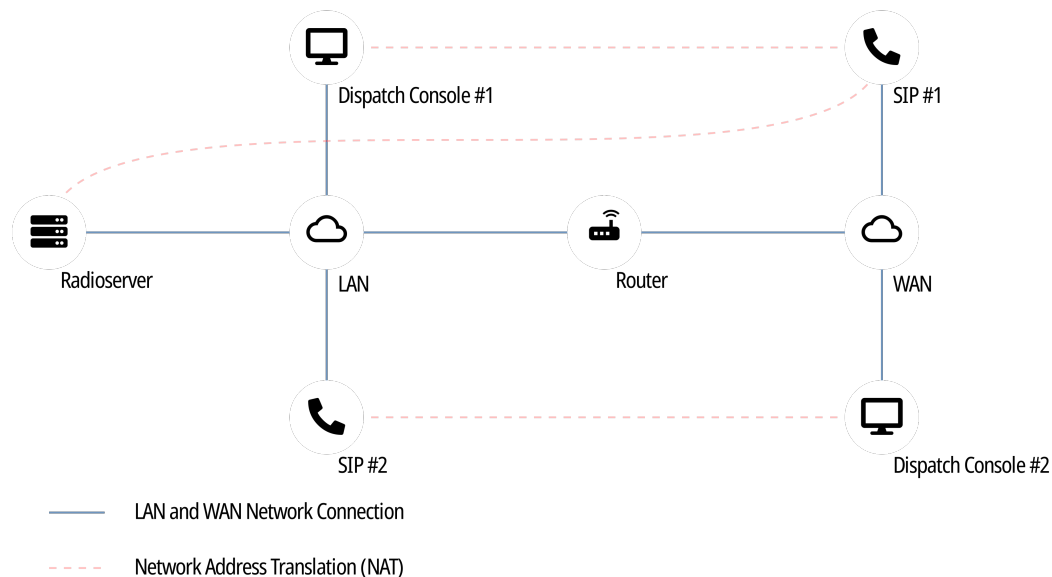 Dispatch Console #1
SIP #1
Radioserver
LAN
Router
WAN
SIP #2
Dispatch Console #2
LAN and WAN Network Connection
Network Address Translation (NAT)